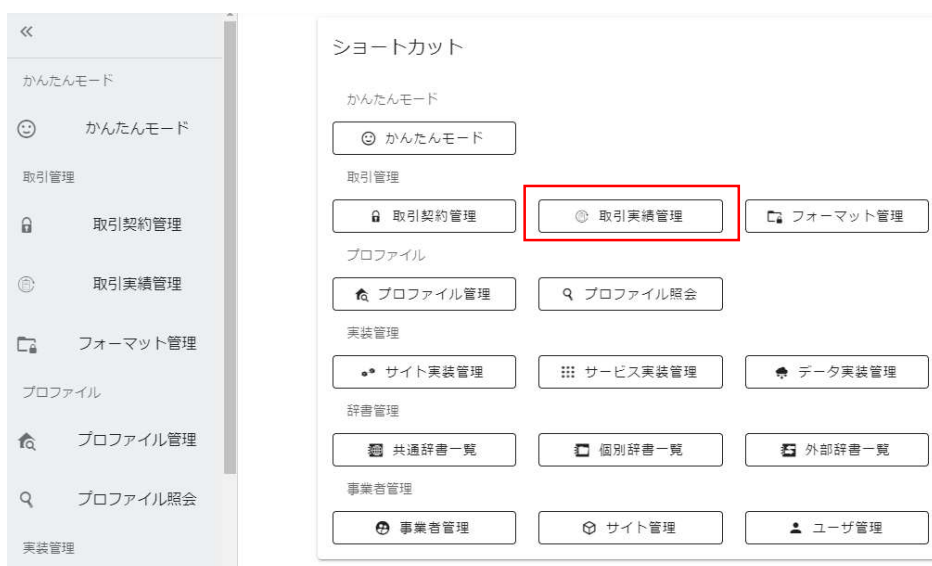 «
かんたんモード
かんたんモード
取引管理
取引契約管理
取引実績管理
フォーマット管理
プロファイル
プロファイル管理
プロファイル照会
実装管理
ショートカット
かんたんモード
かんたんモード
取引管理
取引契約管理 取引実績管理 フォーマット管理
プロファイル
プロファイル管理 プロファイル照会
実装管理
サイト実装管理 サービス実装管理 データ実装管理
辞書管理
共通辞書一覧 個別辞書一覧 外部辞書一覧
事業者管理
事業者管理 サイト管理 ユーザ管理